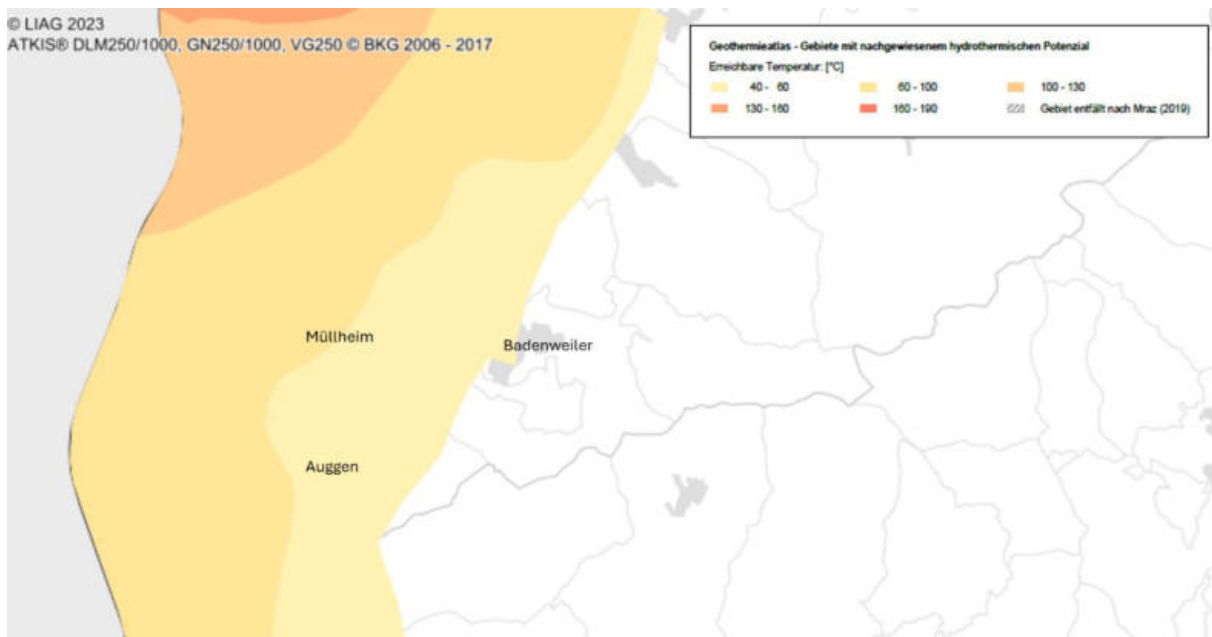 © LIAG 2023
ATKIS® DLM250/1000, GN250/1000, VG250 © BKG 2006 - 2017
Geothermieatlas - Gebiete mit nachgewiesenem hydrothermischen Potenzial
Erreichbare Temperatur: [°C]
40 - 60 60 - 100 100 - 130
130 - 160 160 - 190 Gebiet entfällt nach Mraz (2019)
Müllheim
Badenweiler
Auggen